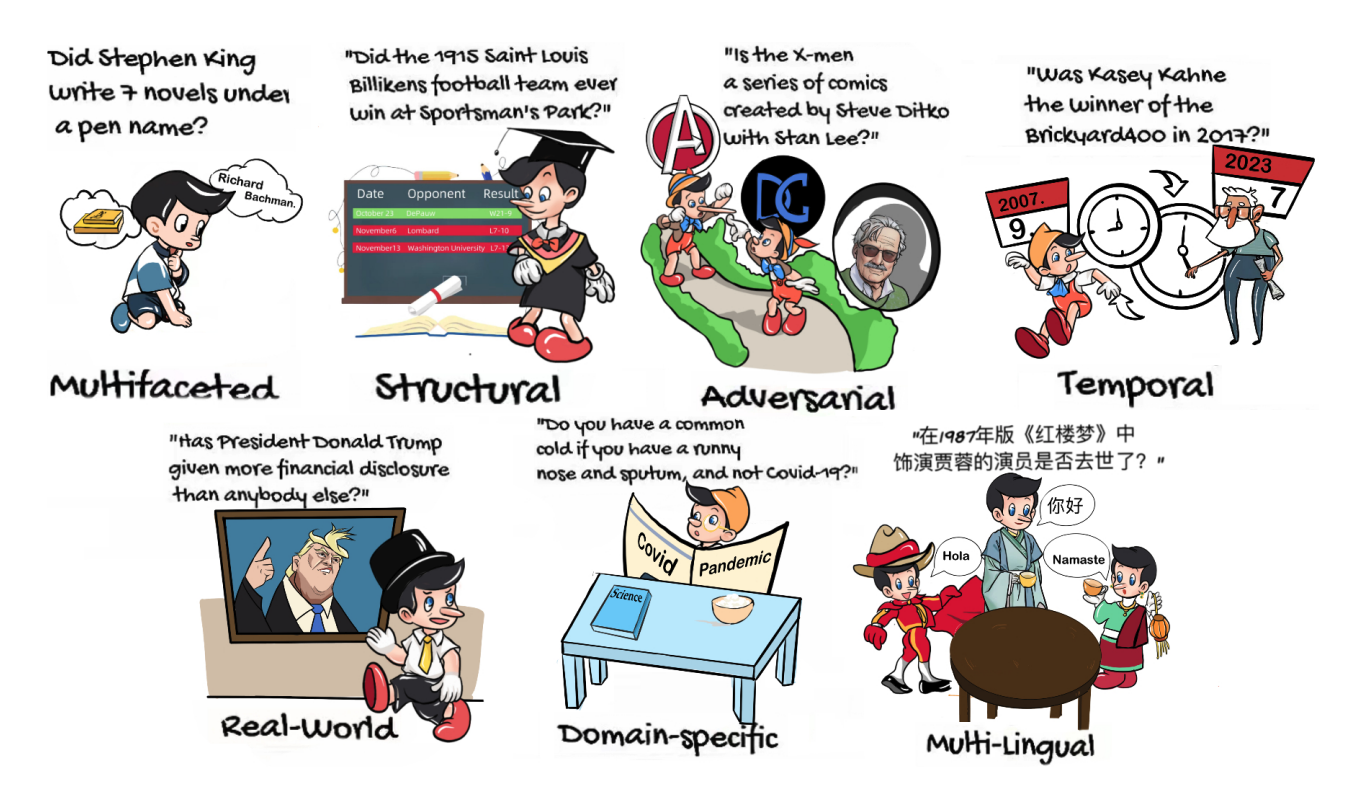 Did Stephen King
write 7 novels under
a pen name?
Richard
Bachman.
Multifaceted
"Did the 1915 Saint Louis
Billikens football team ever
win at Sportsman's Park?"
Date Opponent Result
October 23 DePauw W21-9
November6 Lombard L7-10
November13 Washington University L7-1
Structural
"Is the X-men
a series of comics
created by Steve Ditko
with Stan Lee?"
A
DC
Adversarial
"Was Kasey Kahne
the winner of the
Brickyard400 in 2017?"
2007.
9
2023
7
Temporal
"Has President Donald Trump
given more financial disclosure
than anybody else?"
Real-World
"Do you have a common
cold if you have a runny
nose and sputum, and not Covid-19?"
Covid
Pandemic
Science
Domain-specific
"在1987年版《红楼梦》中
饰演贾蓉的演员是否去世了？"
你好
Hola
Namaste
Multi-Lingual